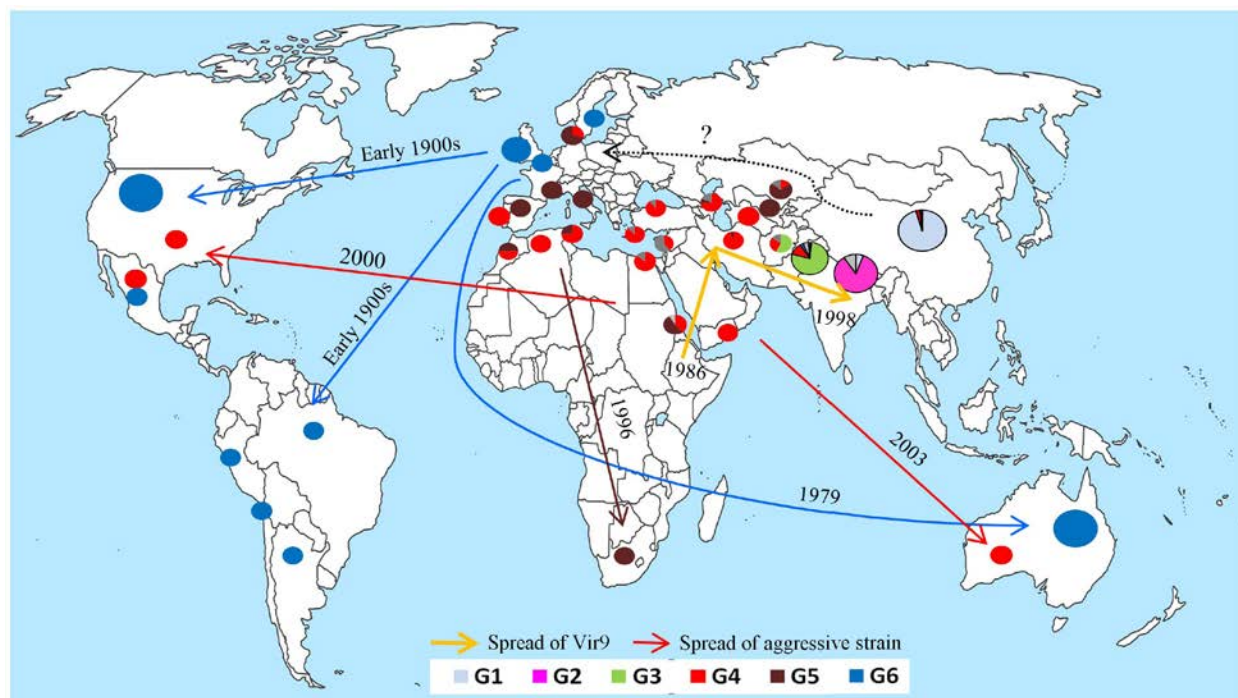 ?
Early 1900s
2000
Early 1900s
1998
1986
1996
2003
1979
Spread of Vir9 Spread of aggressive strain
G1 G2 G3 G4 G5 G6